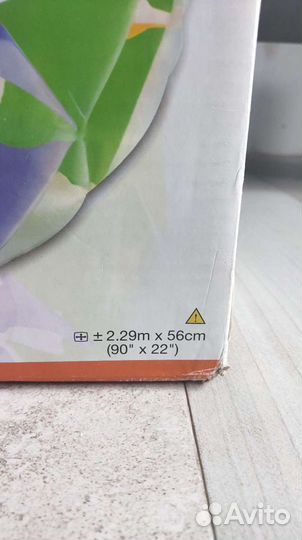 ± 2.29m x 56cm
(90" x 22")
Avito